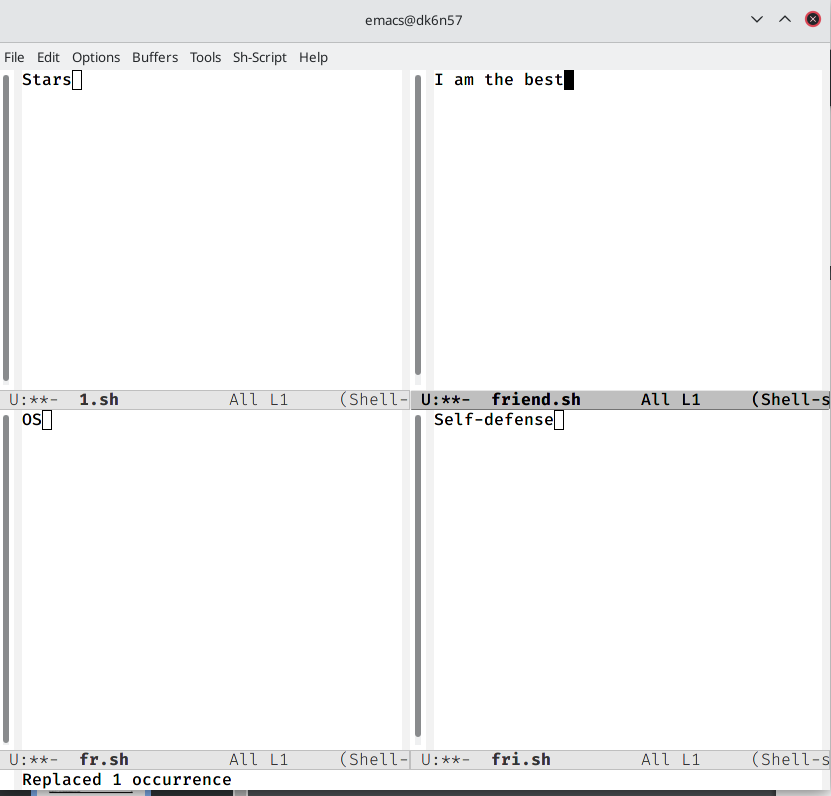 emacs@dk6n57
File Edit Options Buffers Tools Sh-Script Help
Stars
I am the best
U:**- 1.sh All L1 (Shell-
U:**- friend.sh All L1 (Shell-s
OS
Self-defense
U:**- fr.sh All L1 (Shell-
U:**- fri.sh All L1 (Shell-s
Replaced 1 occurrence